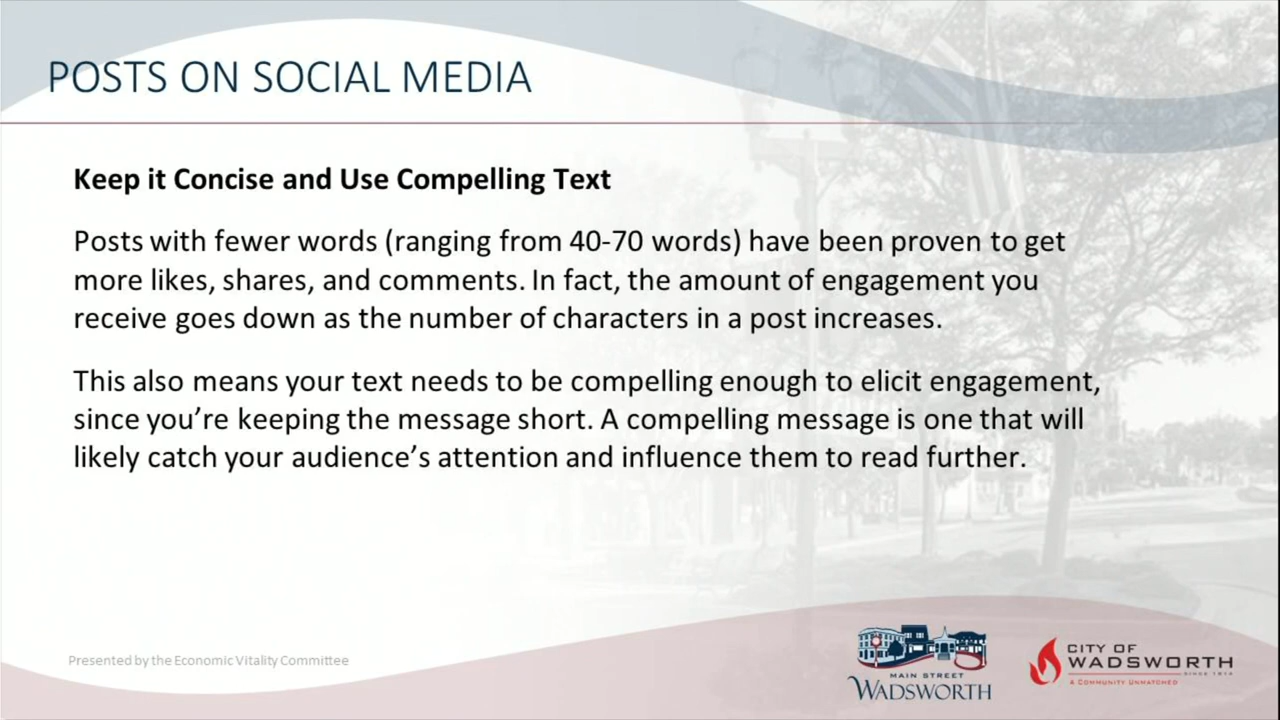 POSTS ON SOCIAL MEDIA
Keep it Concise and Use Compelling Text
Posts with fewer words (ranging from 40-70 words) have been proven to get
more likes, shares, and comments. In fact, the amount of engagement you
receive goes down as the number of characters in a post increases.
This also means your text needs to be compelling enough to elicit engagement,
since you’re keeping the message short. A compelling message is one that will
likely catch your audience’s attention and influence them to read further.
Presented by the Economic Vitality Committee
MAIN STREET
WADSWORTH
CITY OF
WADSWORTH
SINCE 1814
A COMMUNITY UNMATCHED